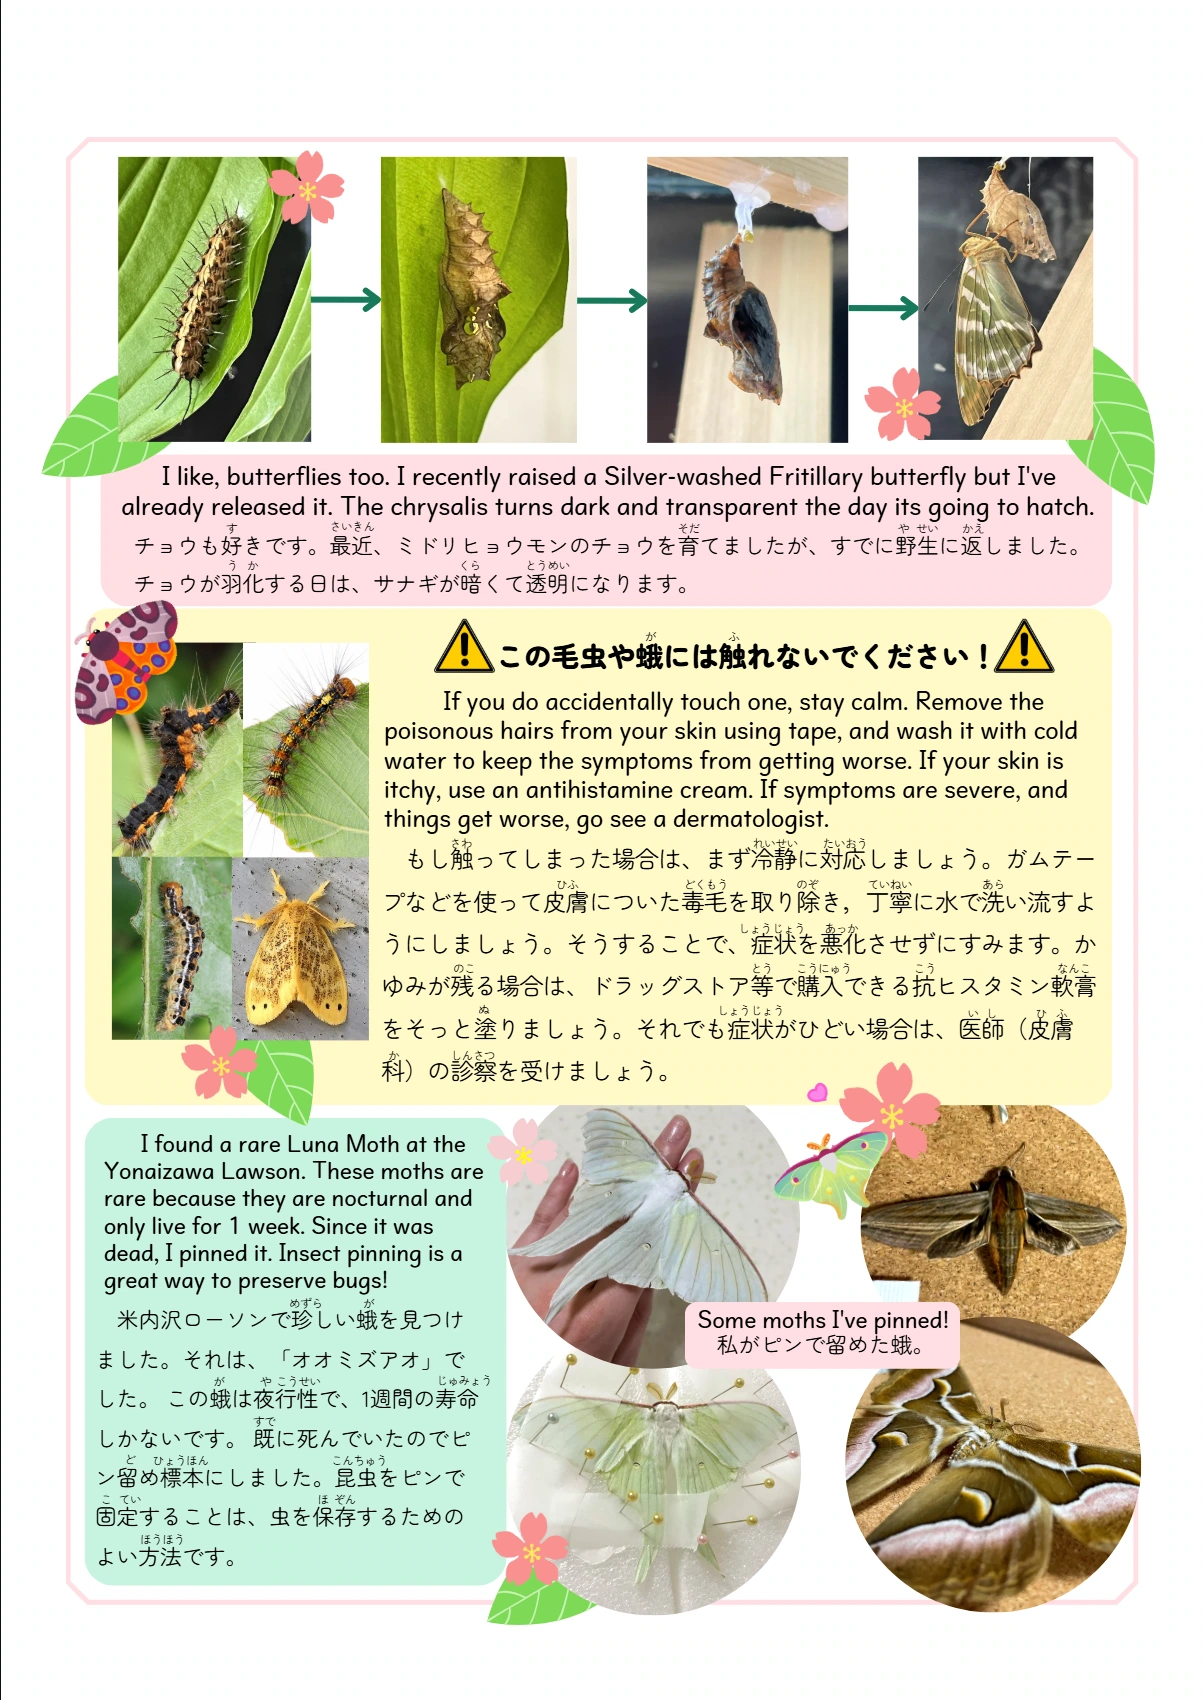 I like, butterflies too. I recently raised a Silver-washed Fritillary butterfly but I've
already released it. The chrysalis turns dark and transparent the day its going to hatch.
チョウも好きです。最近、ミドリヒョウモンのチョウを育てましたが、すでに野生に返しました。
チョウが羽化する日は、サナギが暗くて透明になります。
この毛虫や蛾には触れないでください！
If you do accidentally touch one, stay calm. Remove the
poisonous hairs from your skin using tape, and wash it with cold
water to keep the symptoms from getting worse. If your skin is
itchy, use an antihistamine cream. If symptoms are severe, and
things get worse, go see a dermatologist.
もし触ってしまった場合は、まず冷静に対応しましょう。ガムテー
プなどを使って皮膚についた毒毛を取り除き，丁寧に水で洗い流すよ
うにしましょう。そうすることで、症状を悪化させずにすみます。か
ゆみが残る場合は、ドラッグストア等で購入できる抗ヒスタミン軟膏
をそっと塗りましょう。それでも症状がひどい場合は、医師（皮膚
科）の診察を受けましょう。
I found a rare Luna Moth at the
Yonaizawa Lawson. These moths are
rare because they are nocturnal and
only live for 1 week. Since it was
dead, I pinned it. Insect pinning is a
great way to preserve bugs!
米内沢ローソンで珍しい蛾を見つけ
ました。それは、「オオミズアオ」で
した。 この蛾は夜行性で、1週間の寿命
しかないです。 既に死んでいたのでピ
ン留め標本にしました。昆虫をピンで
固定することは、虫を保存するための
よい方法です。
Some moths I've pinned!
私がピンで留めた蛾。